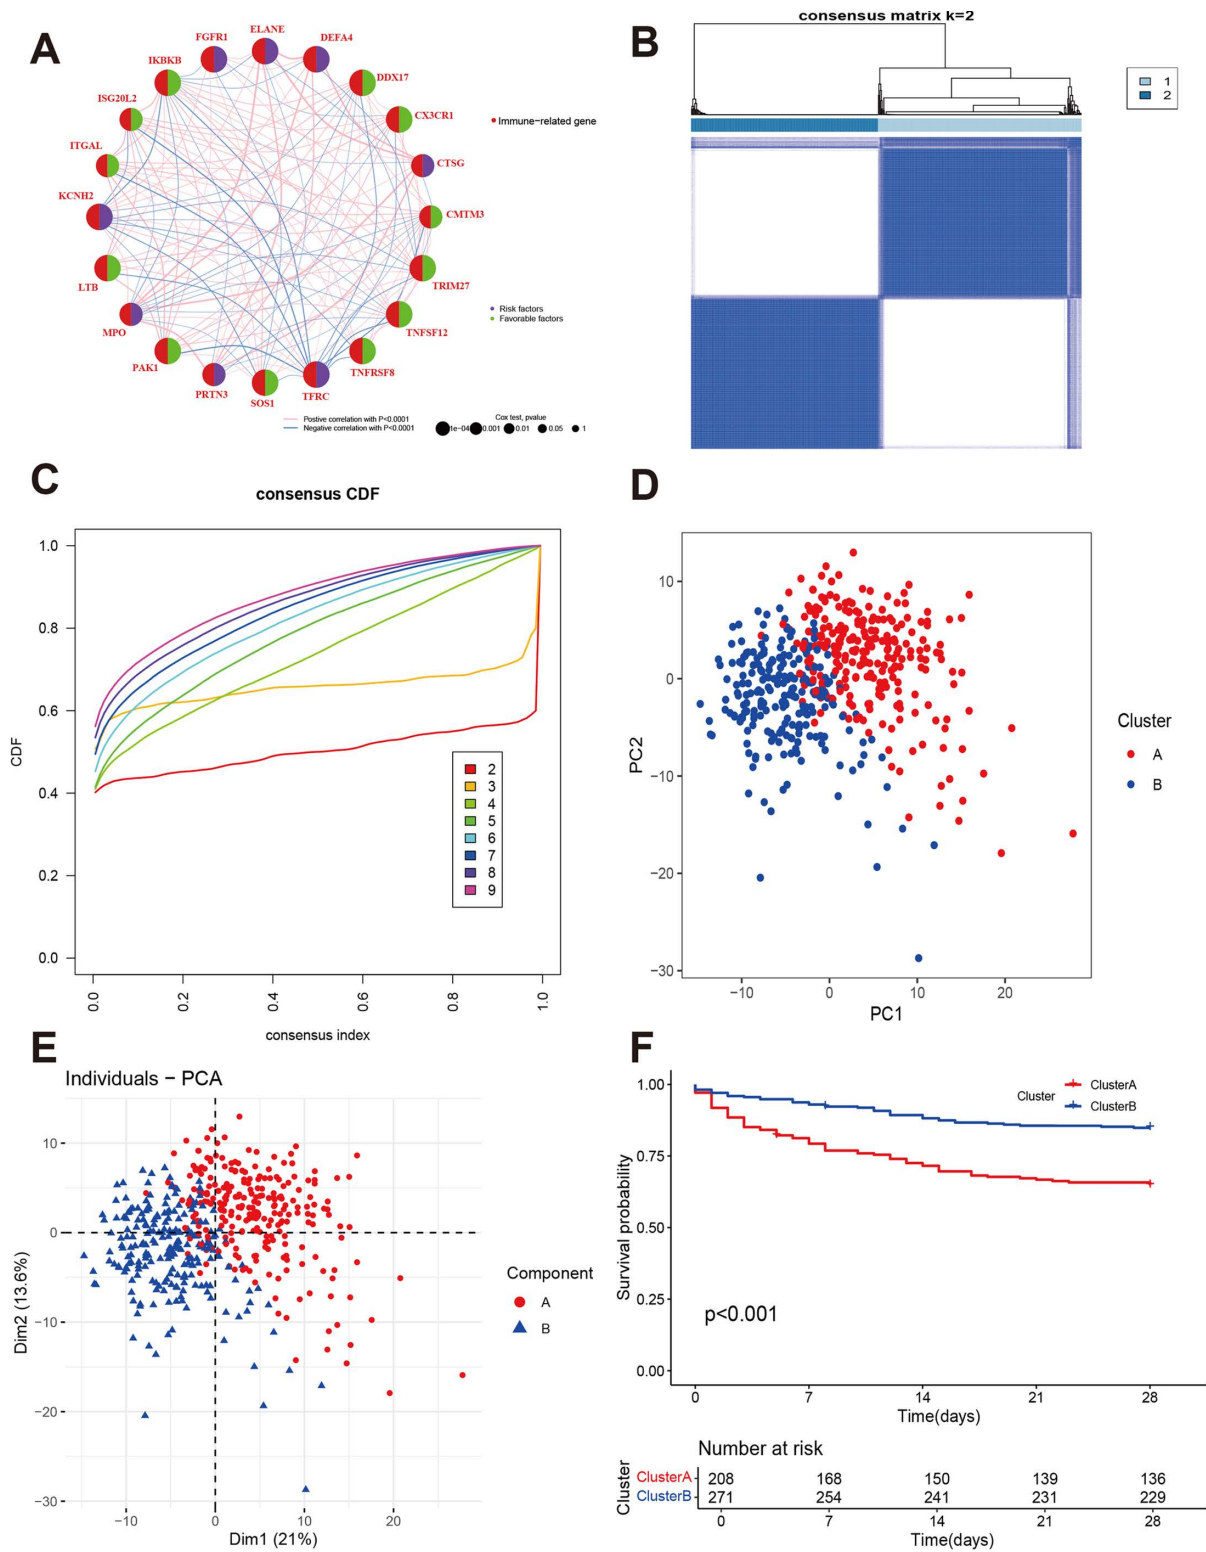 A
ELANE
FGFR1
DEFA4
IKBKB
DDX17
ISG20L2
CX3CR1
Immune-related gene
ITGAL
CTSG
KCNH2
CMTM3
LTB
TRIM27
MPO
TNFSF12
Risk factors
Favorable factors
PAK1
TNFRSF8
PRTN3
SOS1
TFRC
Postive correlation with P<0.0001
Negative correlation with P<0.0001
Cox test, pvalue
1e-04 0.001 0.01 0.05 1
B
consensus matrix k=2
1
2
C
consensus CDF
1.0
0.8
0.6
0.4
0.2
0.0
CDF
2
3
4
5
6
7
8
9
0.0 0.2 0.4 0.6 0.8 1.0
consensus index
D
10
0
−10
−20
−30
PC2
−10 0 10 20
PC1
Cluster
A
B
E
Individuals − PCA
10
0
−10
−20
−30
Dim2 (13.6%)
−10 0 10 20
Dim1 (21%)
Component
A
B
F
Cluster
ClusterA
ClusterB
1.00
0.75
0.50
0.25
0.00
Survival probability
p<0.001
0 7 14 21 28
Time(days)
Number at risk
Cluster
ClusterA 208 168 150 139 136
ClusterB 271 254 241 231 229
0 7 14 21 28
Time(days)